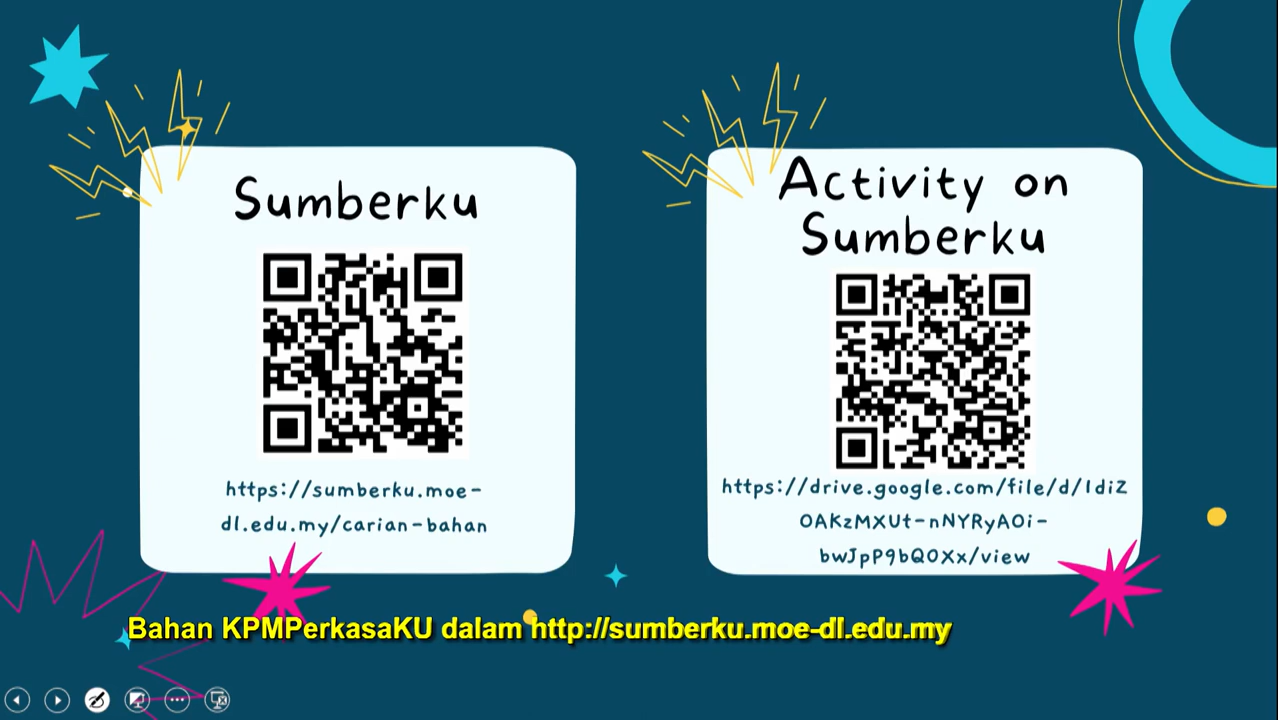 Sumberku
https://sumberku.moe-
dl.edu.my/carian-bahan
Activity on
Sumberku
https://drive.google.com/file/d/1diZ
OAKzMXUt-nNYRyAOi-
bwJpP9bQ0Xx/view
Bahan KPMPerkasaKU dalam http://sumberku.moe-dl.edu.my